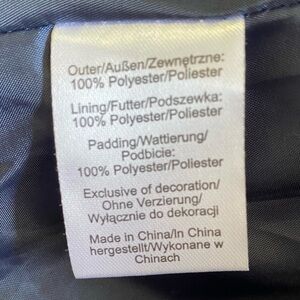 Outer/Außen/Zewnętrzne:
100% Polyester/Poliester
Lining/Futter/Podszewka:
100% Polyester/Poliester
Padding/Wattierung/
Podbicie:
100% Polyester/Poliester
Exclusive of decoration/
Ohne Verzierung/
Wyłącznie do dekoracji
Made in China/In China
hergestellt/Wykonane w
Chinach